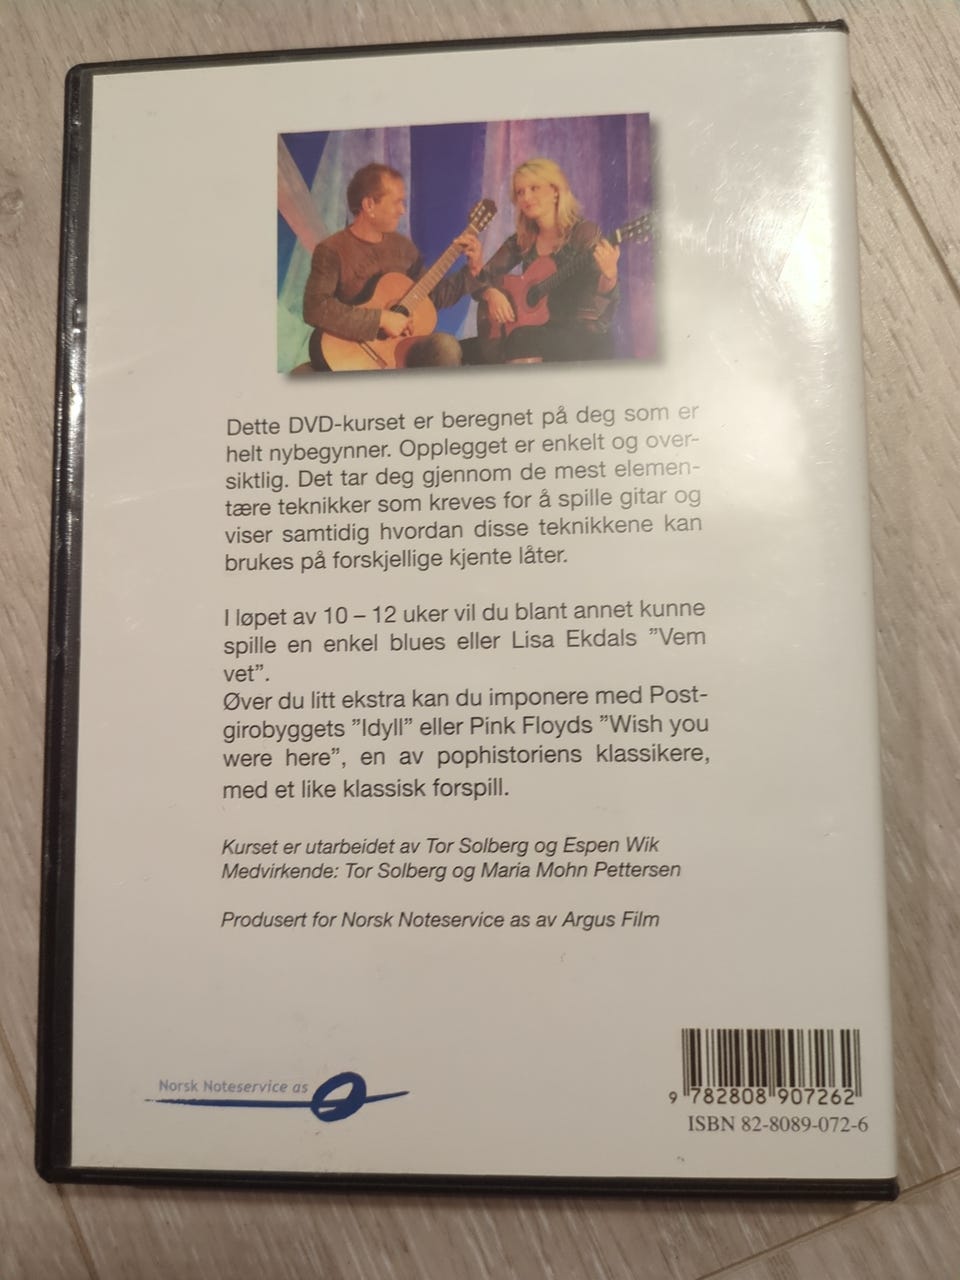 Dette DVD-kurset er beregnet på deg som er
helt nybegynner. Opplegget er enkelt og over-
siktlig. Det tar deg gjennom de mest elemen-
tære teknikker som kreves for å spille gitar og
viser samtidig hvordan disse teknikkene kan
brukes på forskjellige kjente låter.
I løpet av 10 – 12 uker vil du blant annet kunne
spille en enkel blues eller Lisa Ekdals ”Vem
vet”.
Øver du litt ekstra kan du imponere med Post-
girobyggets ”Idyll” eller Pink Floyds ”Wish you
were here”, en av pophistoriens klassikere,
med et like klassisk forspill.
Kurset er utarbeidet av Tor Solberg og Espen Wik
Medvirkende: Tor Solberg og Maria Mohn Pettersen
Produsert for Norsk Noteservice as av Argus Film
Norsk Noteservice as
9 782808 907262
ISBN 82-8089-072-6